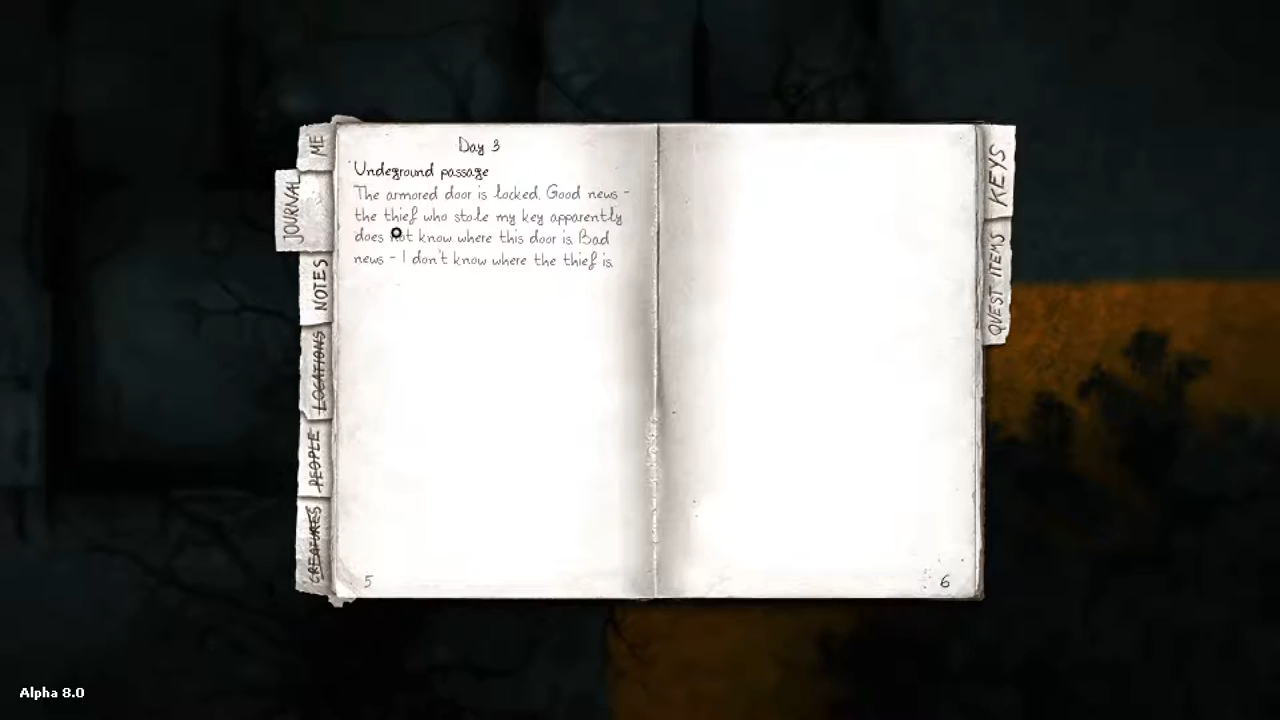 Day 3
Undeground passage
The armored door is locked. Good news -
the thief who stole my key apparently
does not know where this door is. Bad
news - I don't know where the thief is.
5
6
ME
JOURNAL
NOTES
LOCATIONS
PEOPLE
CREATURES
KEYS
QUEST ITEMS
Alpha 8.0